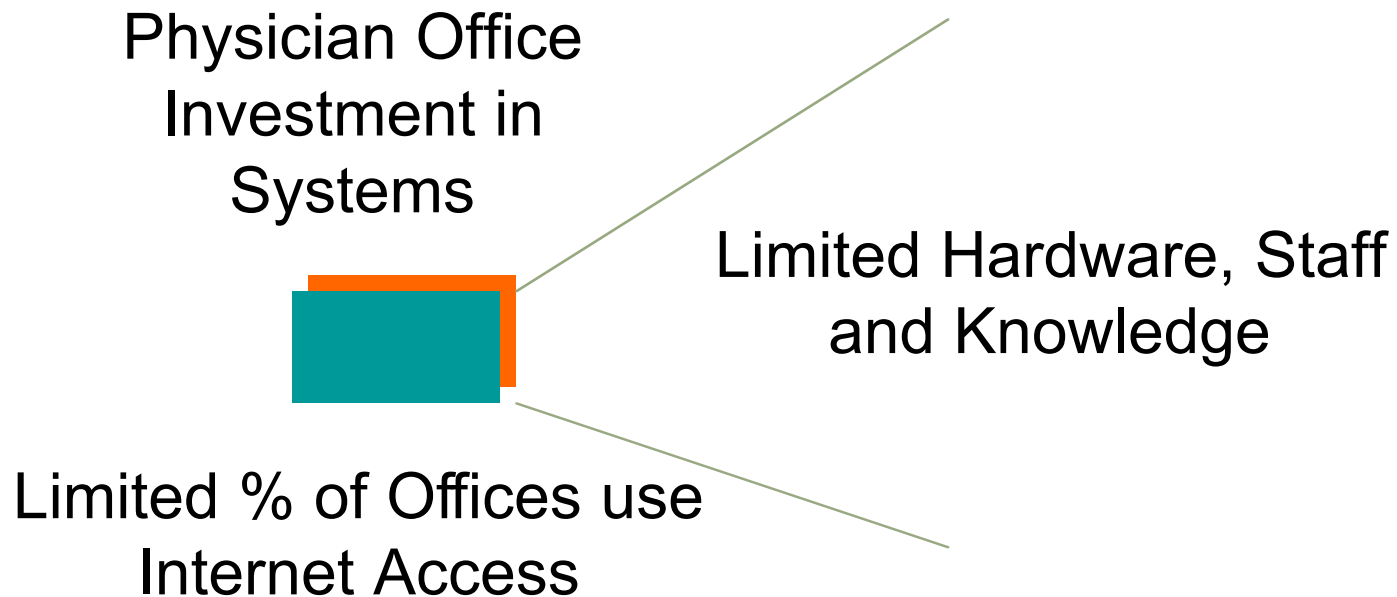 Physician Office
Investment in
Systems
Limited Hardware, Staff
and Knowledge
Limited % of Offices use
Internet Access